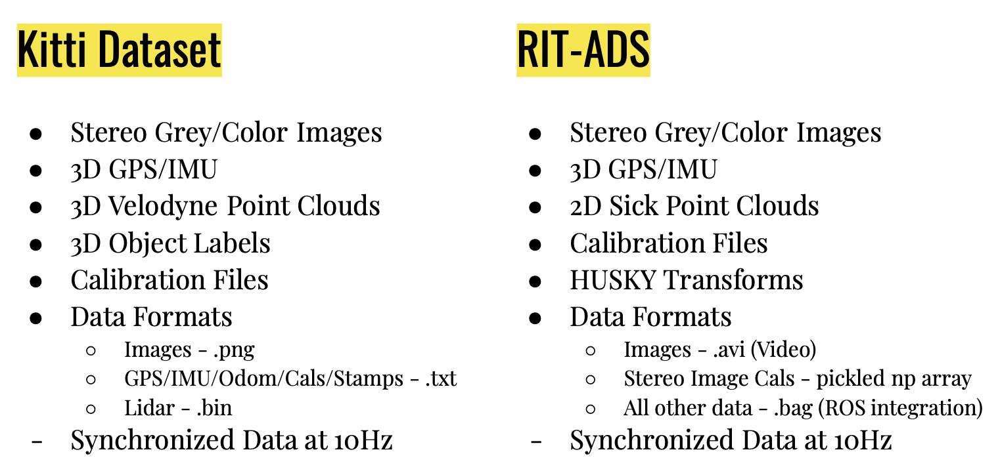 Kitti Dataset
● Stereo Grey/Color Images
● 3D GPS/IMU
● 3D Velodyne Point Clouds
● 3D Object Labels
● Calibration Files
● Data Formats
○ Images - .png
○ GPS/IMU/Odom/Cals/Stamps - .txt
○ Lidar - .bin
- Synchronized Data at 10Hz
RIT-ADS
● Stereo Grey/Color Images
● 3D GPS/IMU
● 2D Sick Point Clouds
● Calibration Files
● HUSKY Transforms
● Data Formats
○ Images - .avi (Video)
○ Stereo Image Cals - pickled np array
○ All other data - .bag (ROS integration)
- Synchronized Data at 10Hz